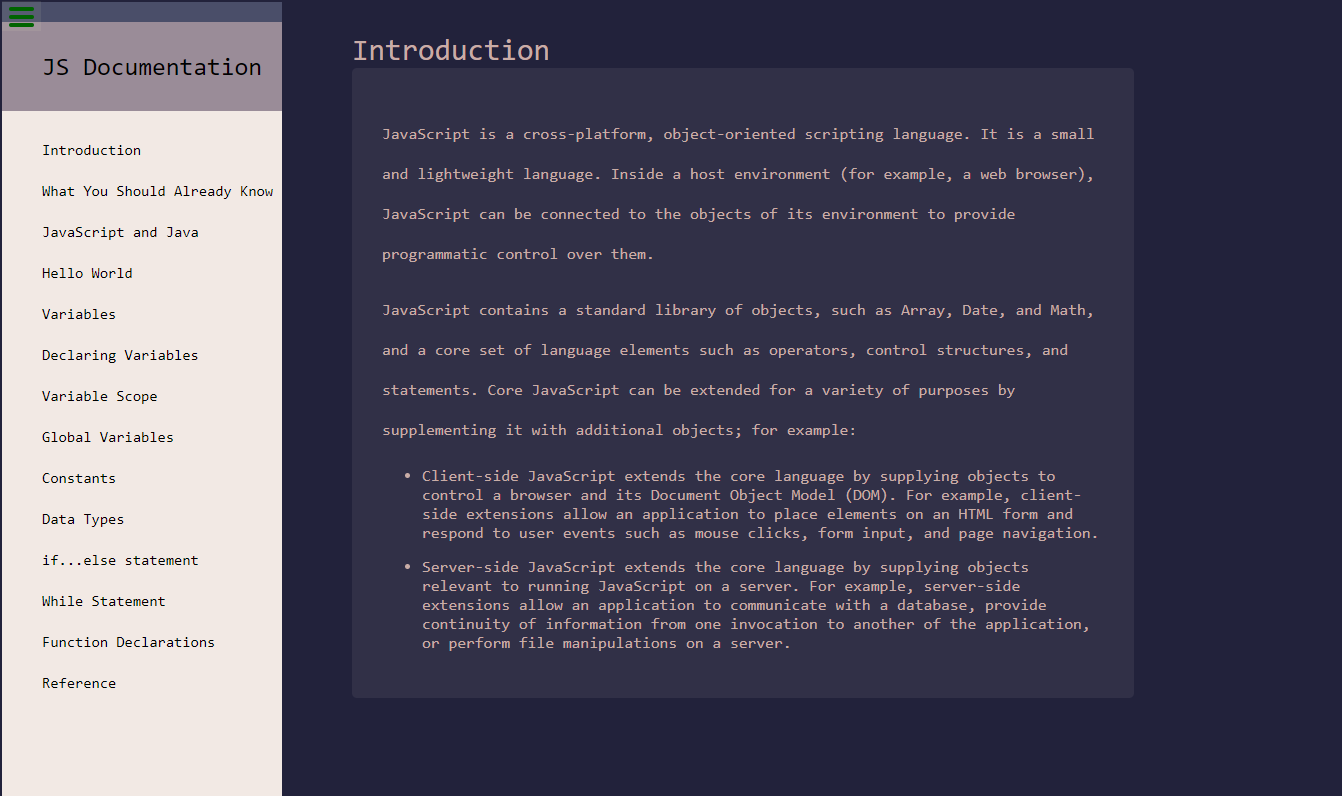 JS Documentation
Introduction
What You Should Already Know
JavaScript and Java
Hello World
Variables
Declaring Variables
Variable Scope
Global Variables
Constants
Data Types
if...else statement
While Statement
Function Declarations
Reference
Introduction
JavaScript is a cross-platform, object-oriented scripting language. It is a small
and lightweight language. Inside a host environment (for example, a web browser),
JavaScript can be connected to the objects of its environment to provide
programmatic control over them.
JavaScript contains a standard library of objects, such as Array, Date, and Math,
and a core set of language elements such as operators, control structures, and
statements. Core JavaScript can be extended for a variety of purposes by
supplementing it with additional objects; for example:
• Client-side JavaScript extends the core language by supplying objects to
control a browser and its Document Object Model (DOM). For example, client-
side extensions allow an application to place elements on an HTML form and
respond to user events such as mouse clicks, form input, and page navigation.
• Server-side JavaScript extends the core language by supplying objects
relevant to running JavaScript on a server. For example, server-side
extensions allow an application to communicate with a database, provide
continuity of information from one invocation to another of the application,
or perform file manipulations on a server.